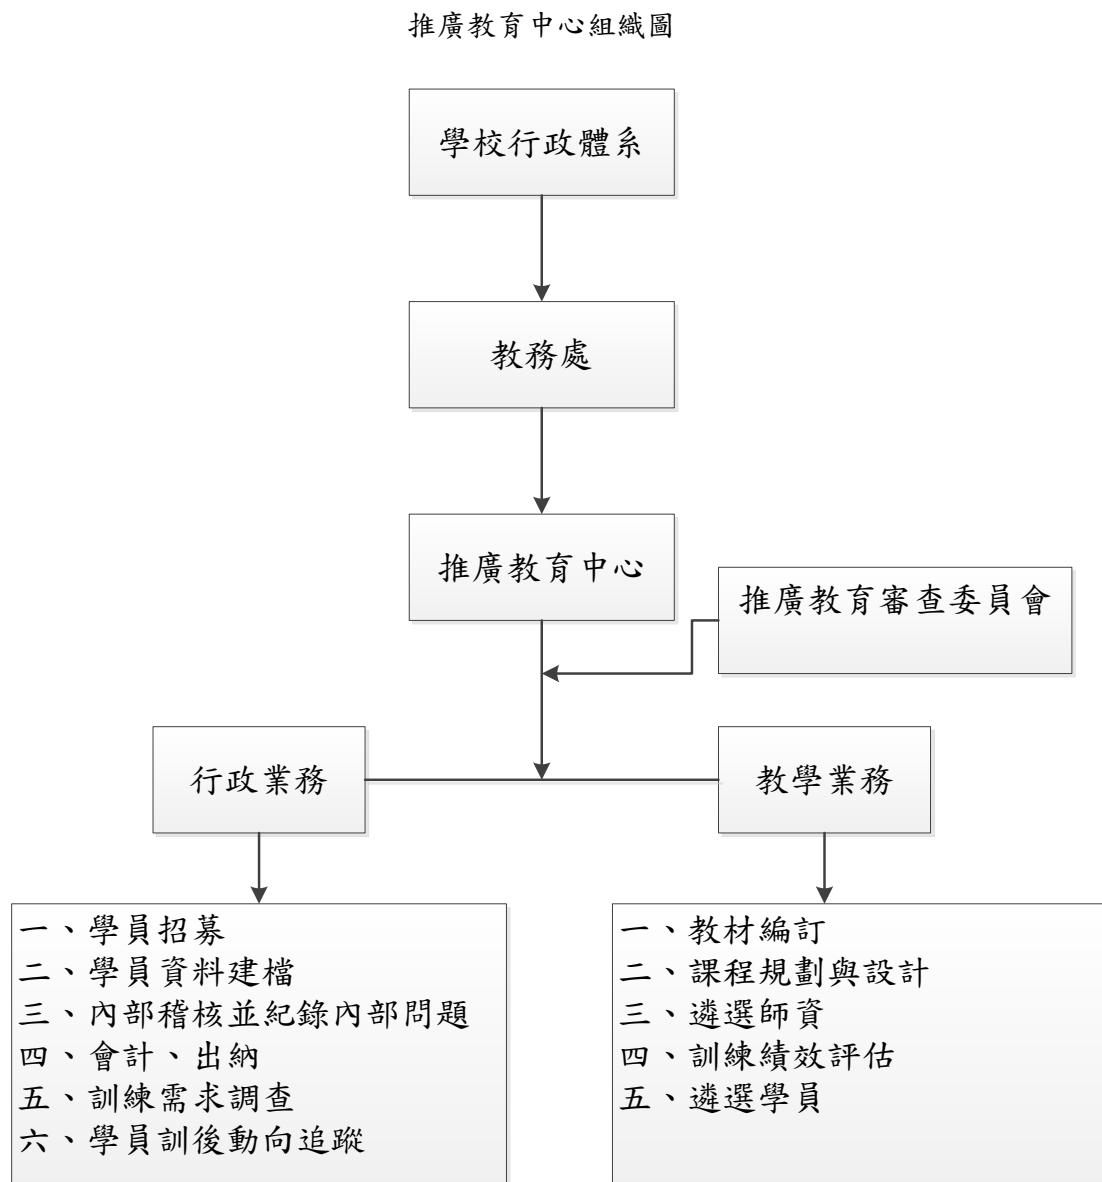 推廣教育中心組織圖
學校行政體系
教務處
推廣教育中心
推廣教育審查委員會
行政業務
教學業務
一、學員招募
二、學員資料建檔
三、內部稽核並紀錄內部問題
四、會計、出納
五、訓練需求調查
六、學員訓後動向追蹤
一、教材編訂
二、課程規劃與設計
三、遴選師資
四、訓練績效評估
五、遴選學員